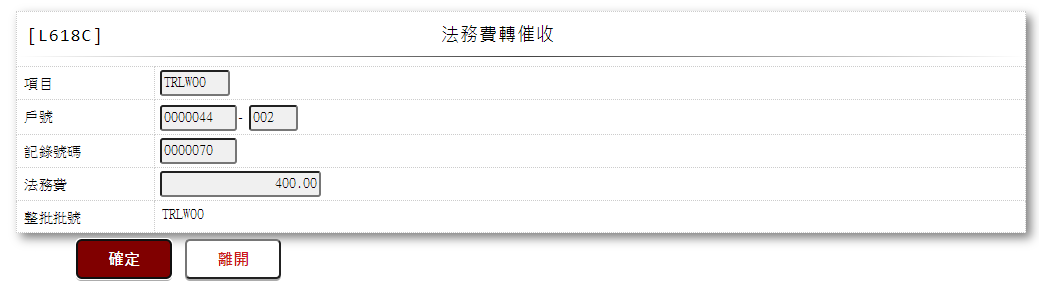 [L618C] 法務費轉催收
項目 TRLW00
戶號 0000044 - 002
記錄號碼 0000070
法務費 400.00
整批批號 TRLW00
確定 離開